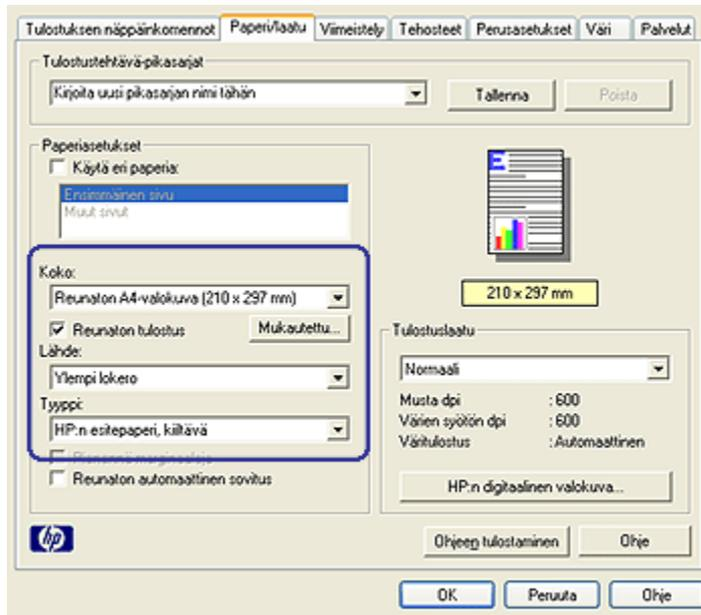 Tulostuksen näppäinkomennot Paperi/laatu Viimeistely Tehosteet Perusasetukset Väri Palvelut
Tulostustehtävä-pikasarjat
Kirjoita uusi pikasarjan nimi tähän Tallenna Poista
Paperiasetukset
Käytä eri paperia:
Ensimmäinen sivu
Muut sivut
E
Koko:
Reunaton A4-valokuva (210 x 297 mm)
210 x 297 mm
Reunaton tulostus Mukautettu...
Tulostuslaatu
Lähde:
Ylempi lokero
Normaali
Tyyppi:
HP:n esitepaperi, kiiltävä
Musta dpi : 600
Värien syötön dpi : 600
Väritulostus : Automaattinen
Pienennä marginaaleja
Reunaton automaattinen sovitus
HP:n digitaalinen valokuva...
hp
Ohjeen tulostaminen Ohje
OK Peruuta Ohje